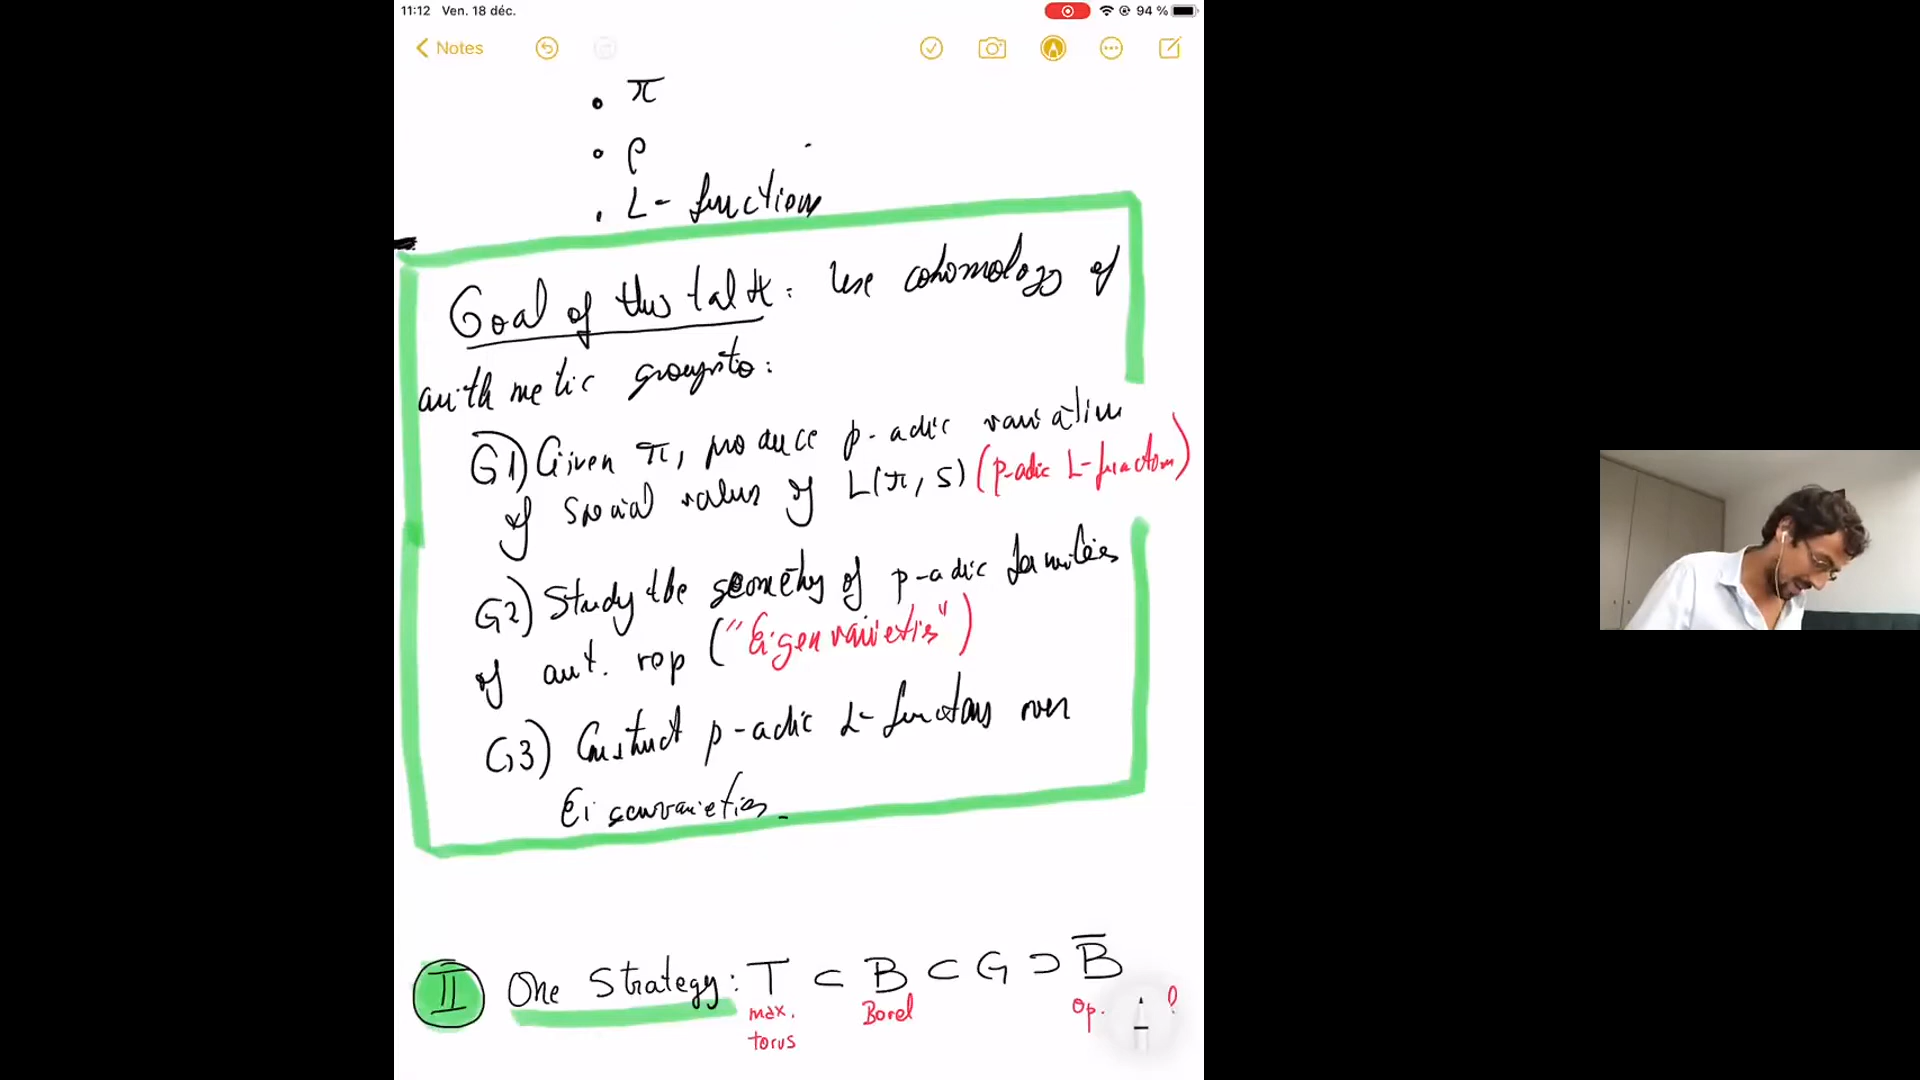 11:12 Ven. 18 déc. 94 %
Notes
• π
• ρ
• L- function
Goal of this talk: Use cohomology of
arithmetic groups to:
G1) Given π, produce p-adic variation
of special values of L(π, s) (p-adic L-function)
G2) Study the geometry of p-adic families
of aut. rep ("Eigenvarieties")
G3) Construct p-adic L-functions over
Eigenvarieties.
II One Strategy: T ⊂ B ⊂ G ⊃ B̅
max. Borel Op.
torus